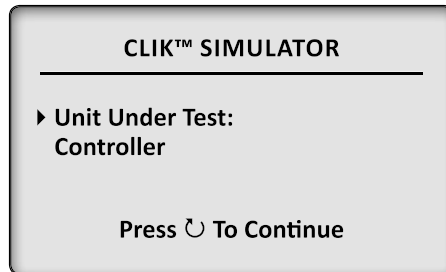 CLIK™ SIMULATOR
Unit Under Test:
Controller
Press ↻ To Continue